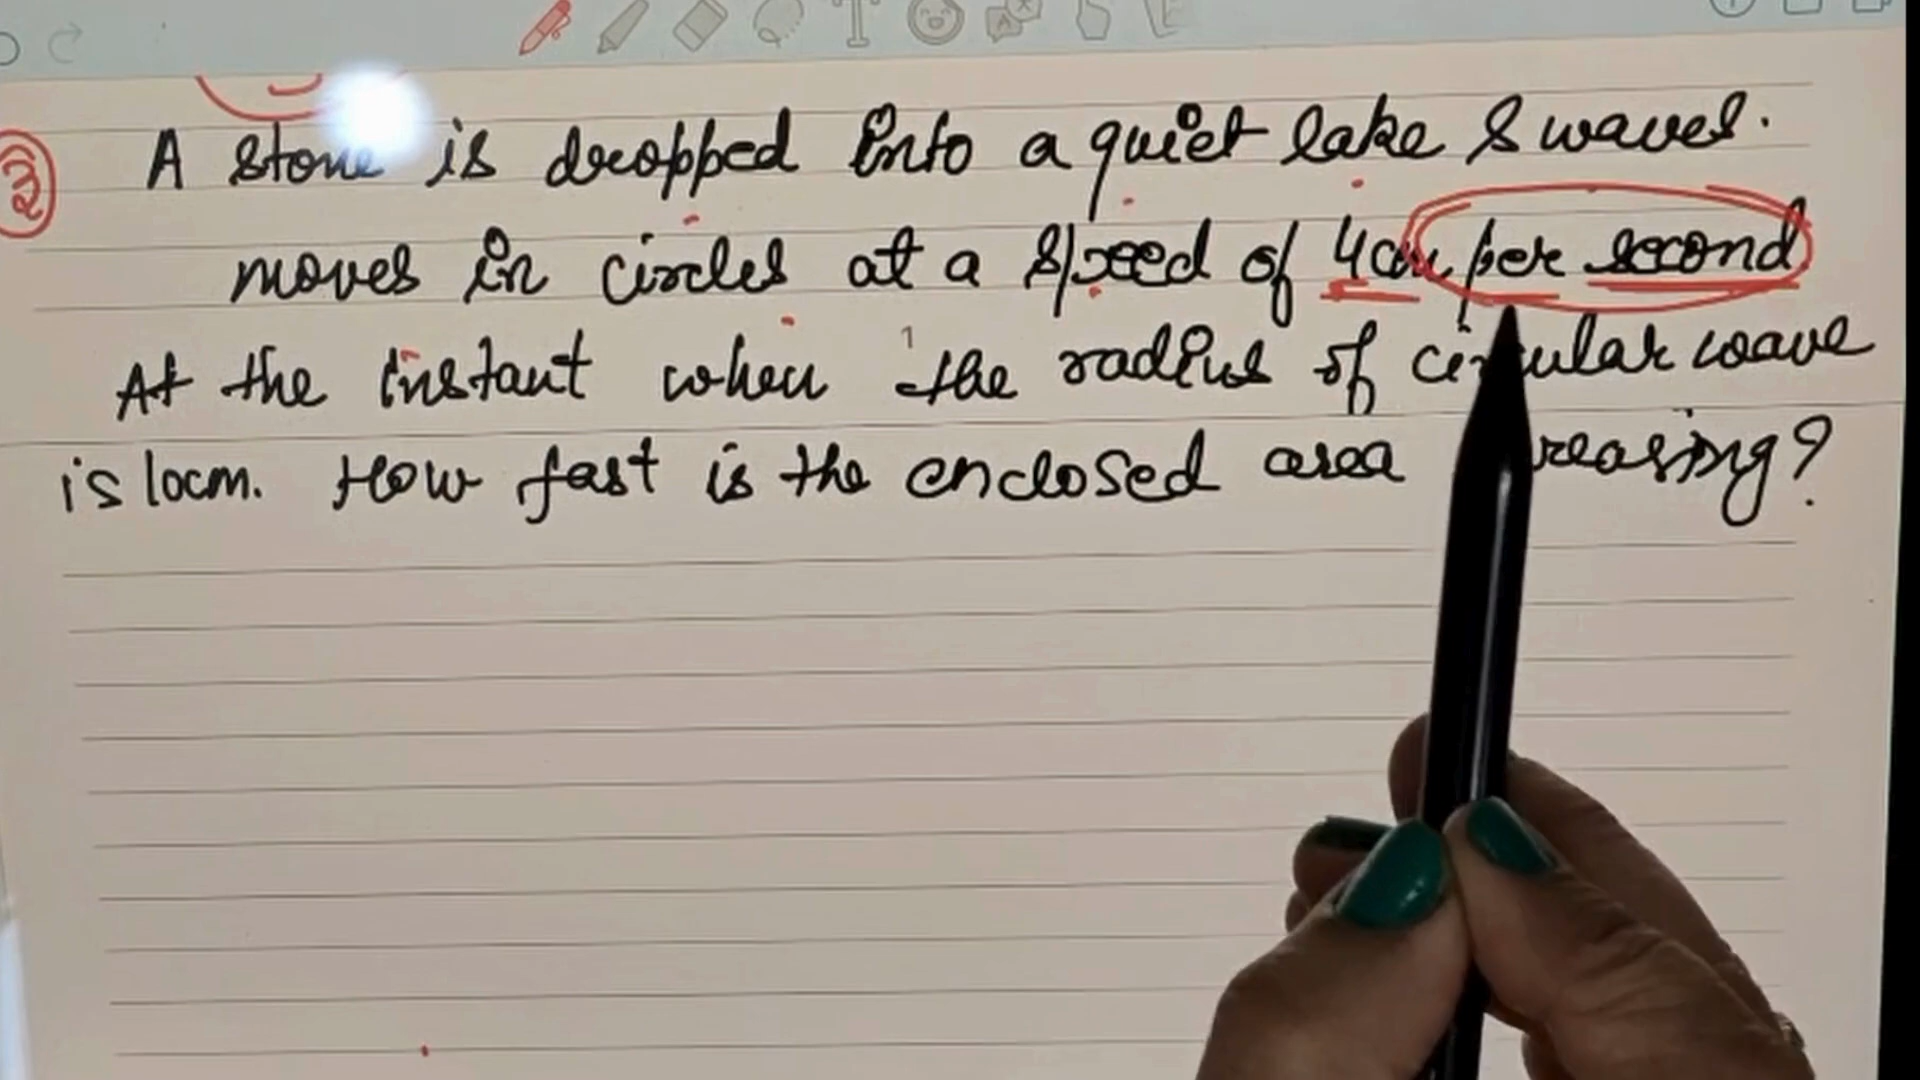 ② A stone is dropped into a quiet lake & waves.
moves in circles at a speed of 4cm per second
At the instant when the radius of circular wave
is 10cm. How fast is the enclosed area